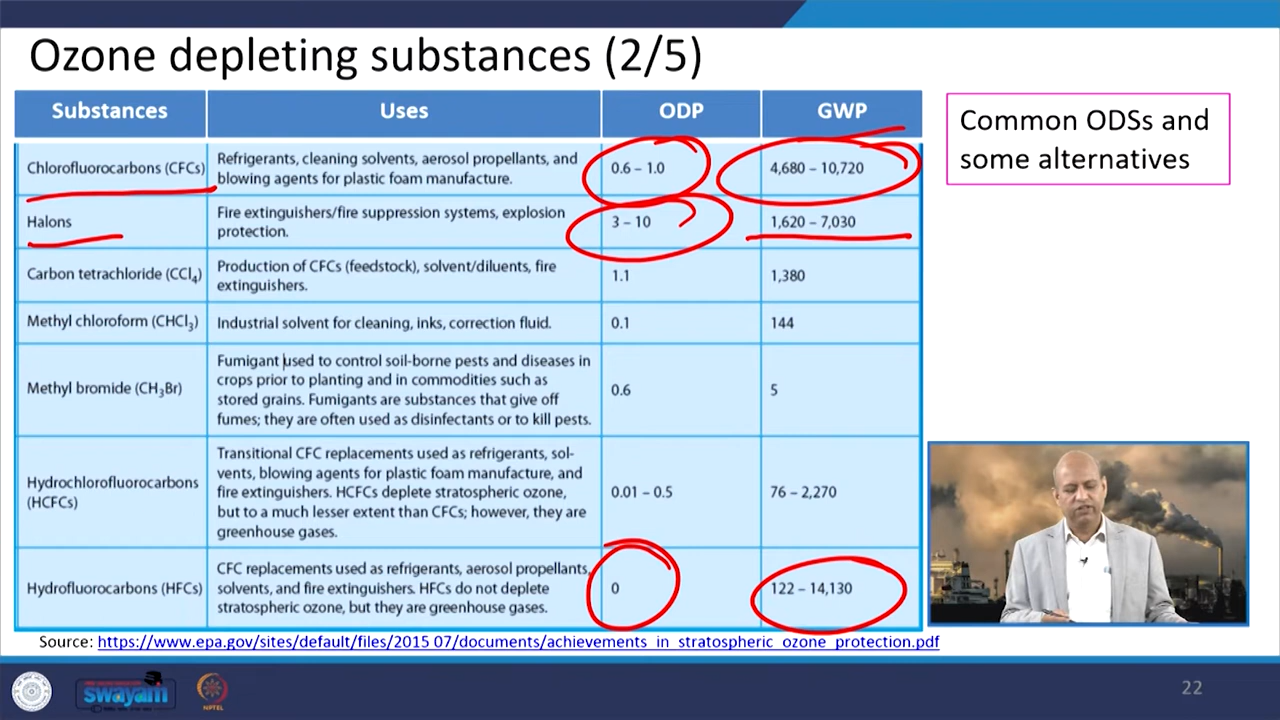 Ozone depleting substances (2/5)
Substances Uses ODP GWP
Chlorofluorocarbons (CFCs)
Refrigerants, cleaning solvents, aerosol propellants, and
blowing agents for plastic foam manufacture.
0.6 – 1.0
4,680 – 10,720
Halons
Fire extinguishers/fire suppression systems, explosion
protection.
3 – 10
1,620 – 7,030
Carbon tetrachloride (CCl4)
Production of CFCs (feedstock), solvent/diluents, fire
extinguishers.
1.1
1,380
Methyl chloroform (CHCl3)
Industrial solvent for cleaning, inks, correction fluid.
0.1
144
Methyl bromide (CH3Br)
Fumigant used to control soil-borne pests and diseases in
crops prior to planting and in commodities such as
stored grains. Fumigants are substances that give off
fumes; they are often used as disinfectants or to kill pests.
0.6
5
Hydrochlorofluorocarbons
(HCFCs)
Transitional CFC replacements used as refrigerants, sol-
vents, blowing agents for plastic foam manufacture, and
fire extinguishers. HCFCs deplete stratospheric ozone,
but to a much lesser extent than CFCs; however, they are
greenhouse gases.
0.01 – 0.5
76 – 2,270
Hydrofluorocarbons (HFCs)
CFC replacements used as refrigerants, aerosol propellants,
solvents, and fire extinguishers. HFCs do not deplete
stratospheric ozone, but they are greenhouse gases.
0
122 – 14,130
Common ODSs and
some alternatives
Source: https://www.epa.gov/sites/default/files/2015 07/documents/achievements_in_stratospheric_ozone_protection.pdf
swayam
NPTEL
22